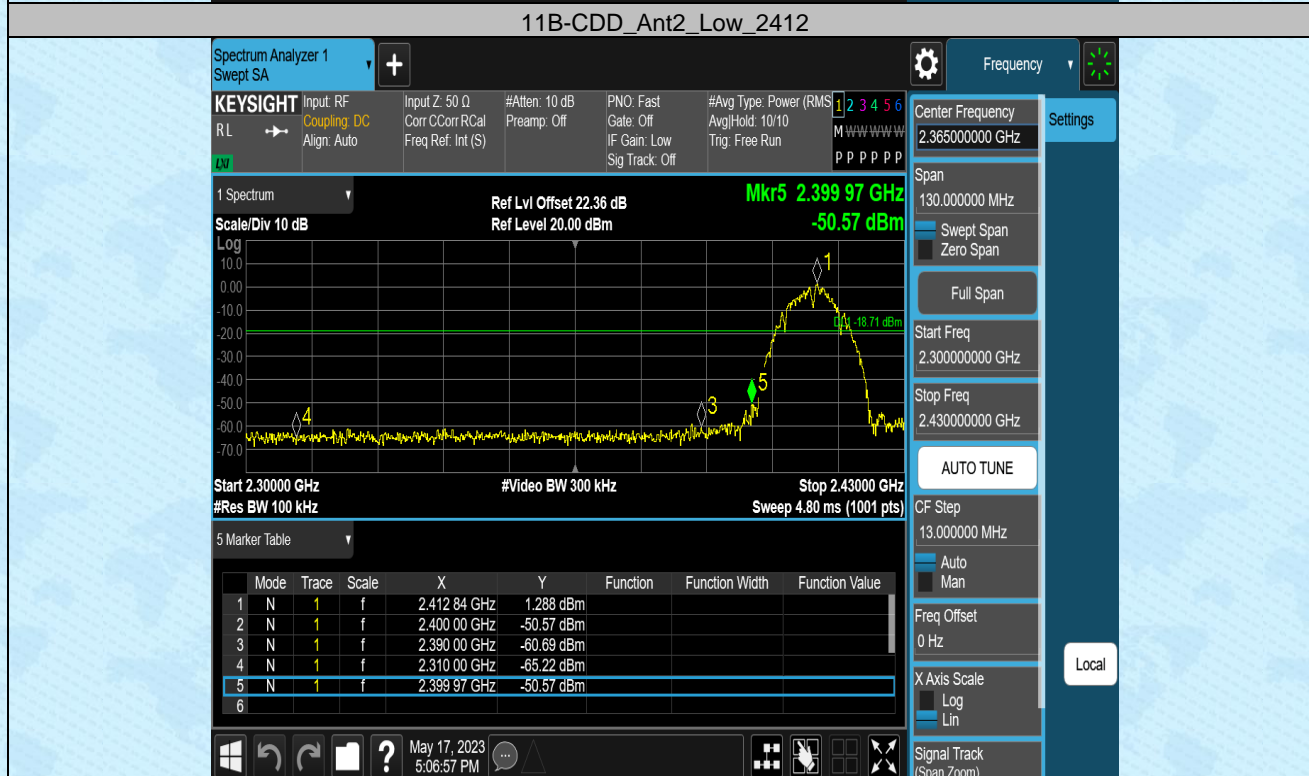 11B-CDD_Ant2_Low_2412
Spectrum Analyzer 1
Swept SA
Frequency
KEYSIGHT
RL
LXI
Input: RF
Coupling: DC
Align: Auto
Input Z: 50 Ω
Corr CCorr RCal
Freq Ref: Int (S)
#Atten: 10 dB
Preamp: Off
PNO: Fast
Gate: Off
IF Gain: Low
Sig Track: Off
#Avg Type: Power (RMS
Avg|Hold: 10/10
Trig: Free Run
1 2 3 4 5 6
M W W W W W
P P P P P P
1 Spectrum
Scale/Div 10 dB
Ref Lvl Offset 22.36 dB
Ref Level 20.00 dBm
Mkr5 2.399 97 GHz
-50.57 dBm
Log
10.0
0.00
-10.0
-20.0
-30.0
-40.0
-50.0
-60.0
-70.0
1
-18.71 dBm
5
3
4
Start 2.30000 GHz
#Video BW 300 kHz
Stop 2.43000 GHz
#Res BW 100 kHz
Sweep 4.80 ms (1001 pts)
5 Marker Table
Mode Trace Scale X Y Function Function Width Function Value
1 N 1 f 2.412 84 GHz 1.288 dBm
2 N 1 f 2.400 00 GHz -50.57 dBm
3 N 1 f 2.390 00 GHz -60.69 dBm
4 N 1 f 2.310 00 GHz -65.22 dBm
5 N 1 f 2.399 97 GHz -50.57 dBm
6
May 17, 2023
5:06:57 PM
Center Frequency
2.365000000 GHz
Settings
Span
130.000000 MHz
Swept Span
Zero Span
Full Span
Start Freq
2.300000000 GHz
Stop Freq
2.430000000 GHz
AUTO TUNE
CF Step
13.000000 MHz
Auto
Man
Freq Offset
0 Hz
X Axis Scale
Log
Lin
Local
Signal Track
(Span Zoom)